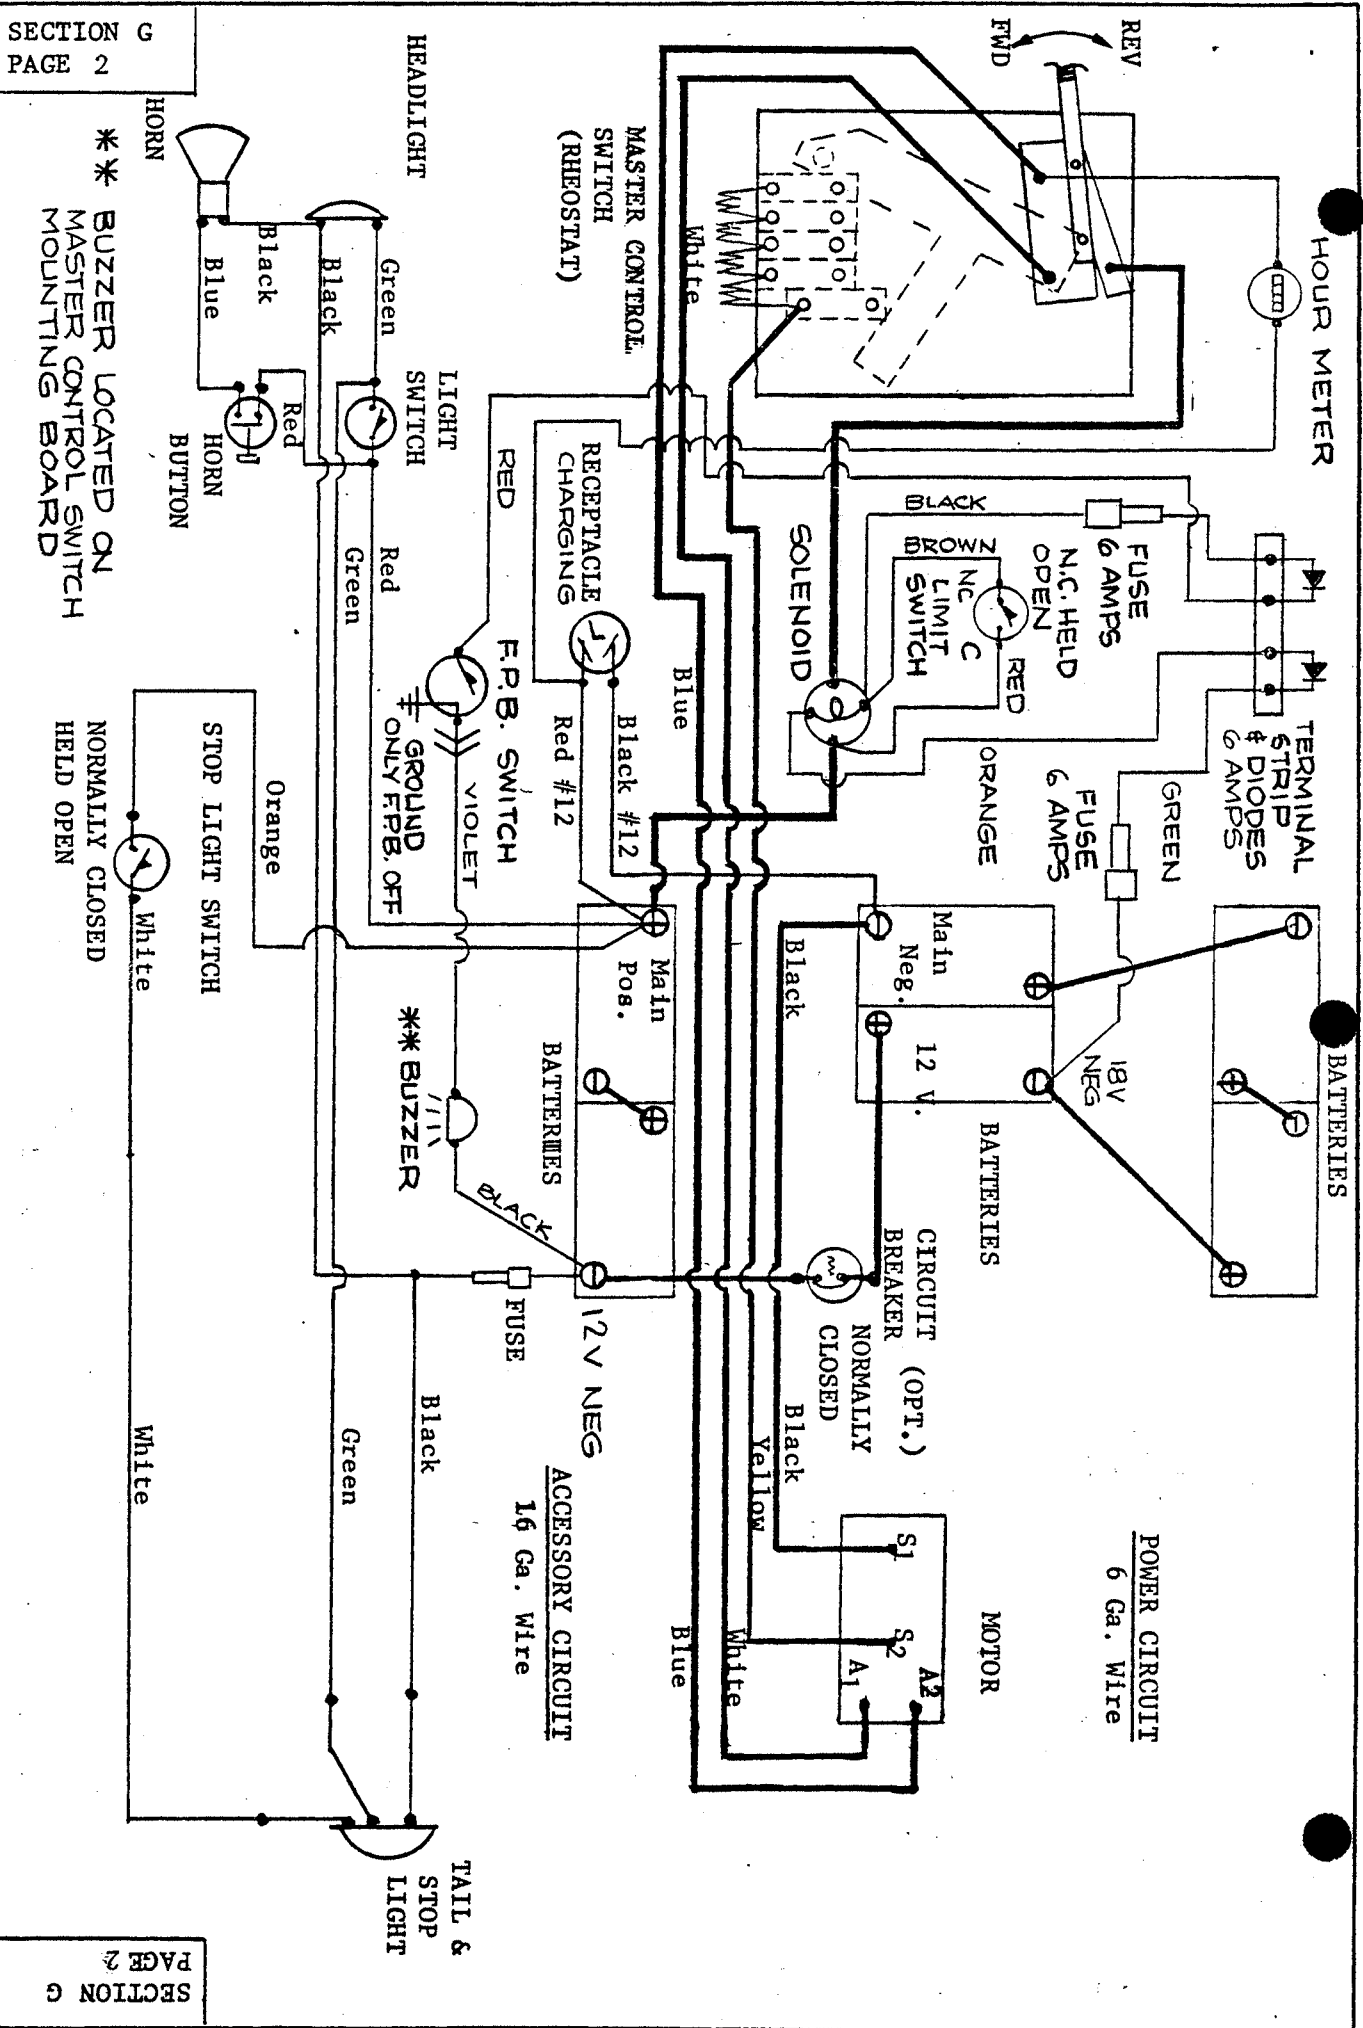 SECTION G
PAGE 2
HORN
HEADLIGHT
** BUZZER LOCATED ON
MASTER CONTROL SWITCH
MOUNTING BOARD
FWD
REV
HOUR METER
MASTER CONTROL
SWITCH
(RHEOSTAT)
White
Green
Black
Black
Blue
LIGHT
SWITCH
Red
HORN
BUTTON
Red
Green
RED
RECEPTACLE
CHARGING
F.P.B. SWITCH
GROUND
ONLY F.P.B. OFF
VIOLET
Red #12
Black #12
Blue
SOLENOID
BLACK
BROWN
NC C
LIMIT
SWITCH
N.C. HELD
OPEN
RED
FUSE
6 AMPS
TERMINAL
STRIP
& DIODES
6 AMPS
ORANGE
FUSE
6 AMPS
GREEN
STOP LIGHT SWITCH
NORMALLY CLOSED
HELD OPEN
Orange
White
Main
Pos.
BATTERIES
**BUZZER
BLACK
Black
Main
Neg.
12 V.
18V
NEG
BATTERIES
BATTERIES
CIRCUIT
BREAKER (OPT.)
NORMALLY
CLOSED
FUSE
12V NEG
Black
Green
White
ACCESSORY CIRCUIT
16 Ga. Wire
Black
Yellow
White
Blue
S1
S2
A1
A2
MOTOR
POWER CIRCUIT
6 Ga. Wire
TAIL &
STOP
LIGHT
SECTION G
PAGE 2